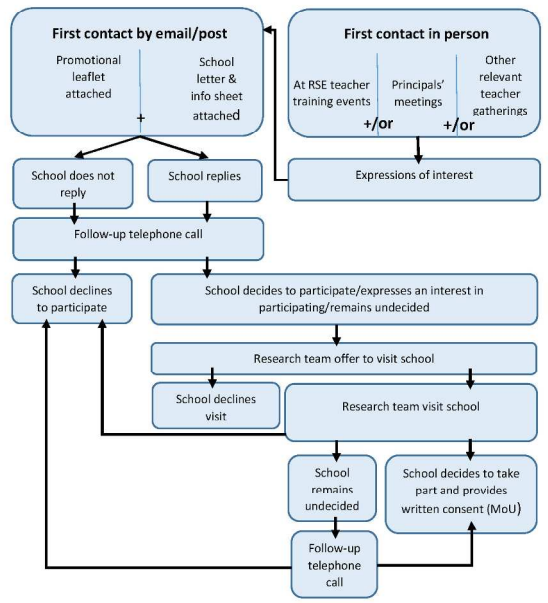 First contact by email/post
Promotional
leaflet
attached
+
School
letter &
info sheet
attached
First contact in person
At RSE teacher
training events
+/or
Principals'
meetings
+/or
Other
relevant
teacher
gatherings
Expressions of interest
School does not
reply
School replies
Follow-up telephone call
School declines
to participate
School decides to participate/expresses an interest in
participating/remains undecided
Research team offer to visit school
School declines
visit
Research team visit school
School
remains
undecided
School decides to take
part and provides
written consent (MoU)
Follow-up
telephone
call